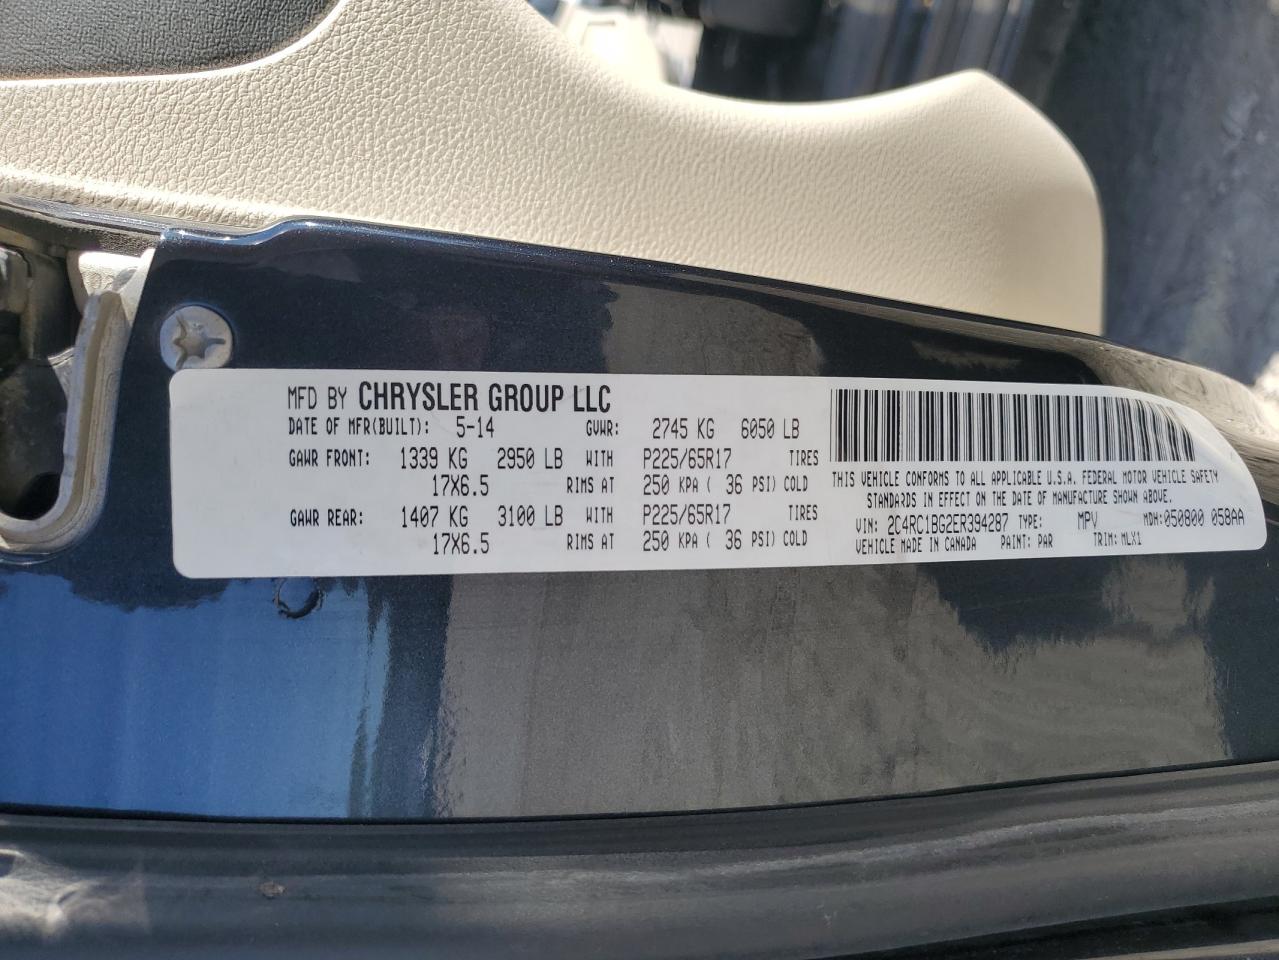 MFD BY CHRYSLER GROUP LLC
DATE OF MFR(BUILT): 5-14 GVWR: 2745 KG 6050 LB
GAWR FRONT: 1339 KG 2950 LB WITH P225/65R17 TIRES
17X6.5 RIMS AT 250 KPA ( 36 PSI) COLD
GAWR REAR: 1407 KG 3100 LB WITH P225/65R17 TIRES
17X6.5 RIMS AT 250 KPA ( 36 PSI) COLD
THIS VEHICLE CONFORMS TO ALL APPLICABLE U.S.A. FEDERAL MOTOR VEHICLE SAFETY
STANDARDS IN EFFECT ON THE DATE OF MANUFACTURE SHOWN ABOVE.
VIN: 2C4RC1BG2ER394287 TYPE: MPV MDH: 050800 058AA
VEHICLE MADE IN CANADA PAINT: PAR TRIM: MLX1